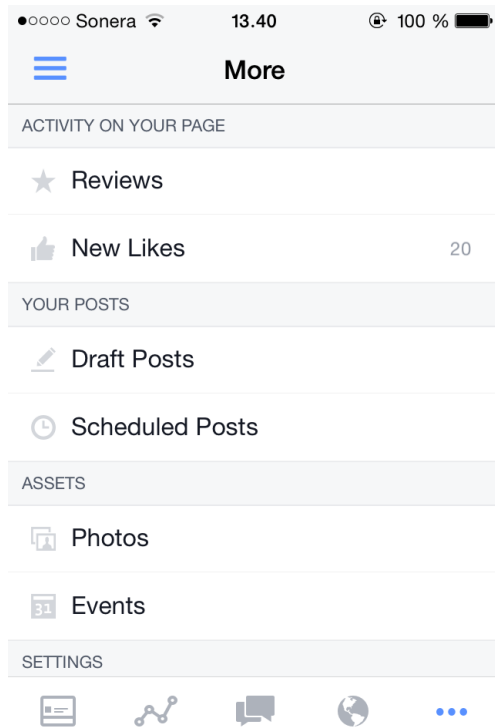 Sonera 13.40 100 %
More
ACTIVITY ON YOUR PAGE
Reviews
New Likes 20
YOUR POSTS
Draft Posts
Scheduled Posts
ASSETS
Photos
31 Events
SETTINGS